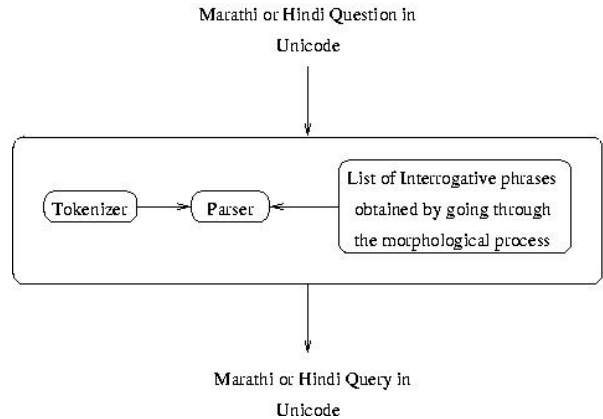 Marathi or Hindi Question in
Unicode
Tokenizer
Parser
List of Interrogative phrases
obtained by going through
the morphological process
Marathi or Hindi Query in
Unicode